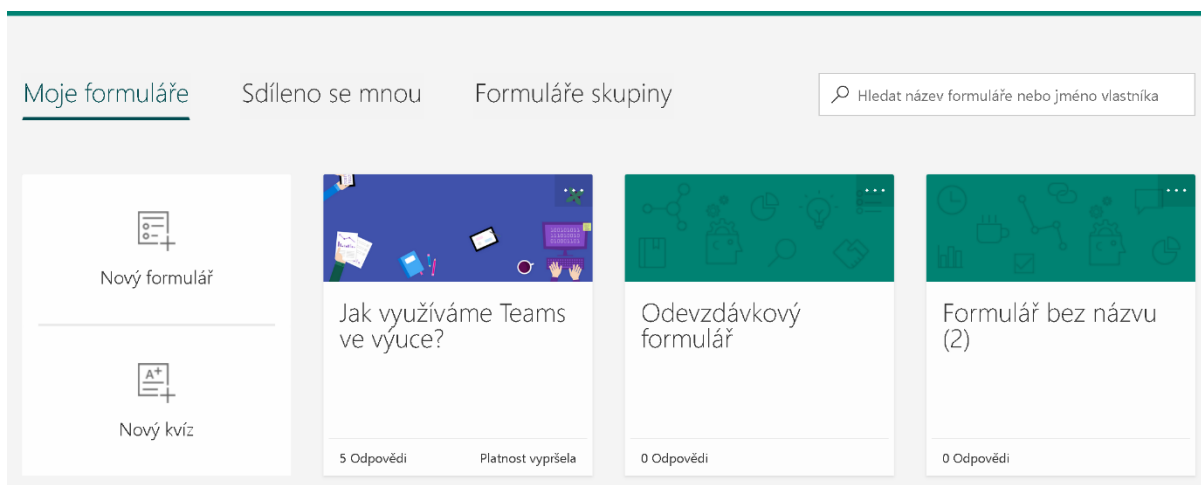 Moje formuláře
Sdíleno se mnou
Formuláře skupiny
Hledat název formuláře nebo jméno vlastníka
Nový formulář
Nový kvíz
Jak využíváme Teams
ve výuce?
5 Odpovědi
Platnost vypršela
Odevzdávkový
formulář
0 Odpovědi
Formulář bez názvu
(2)
0 Odpovědi